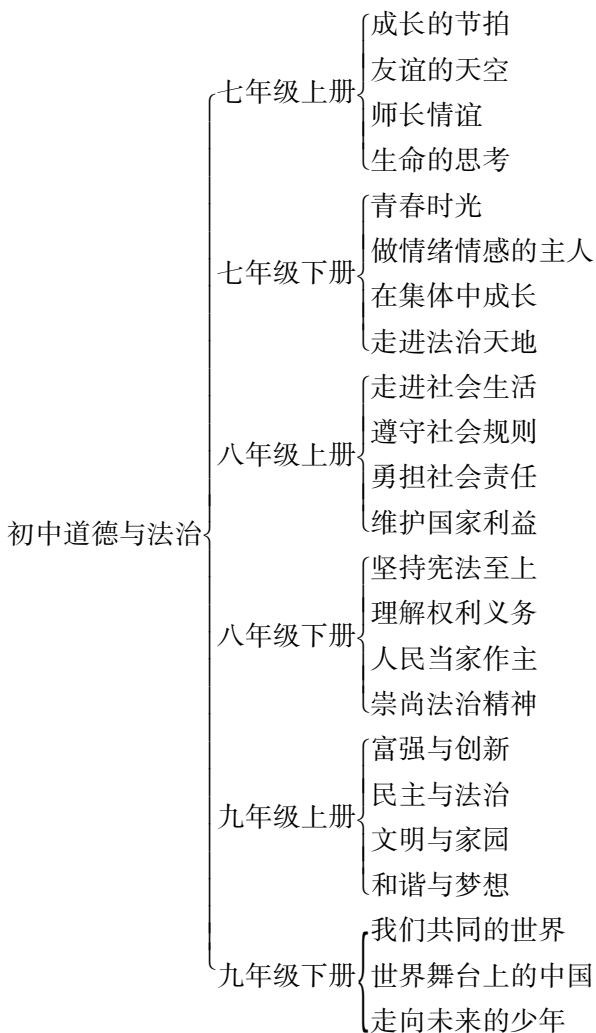 初中道德与法治
七年级上册
成长的节拍
友谊的天空
师长情谊
生命的思考
七年级下册
青春时光
做情绪情感的主人
在集体中成长
走进法治天地
八年级上册
走进社会生活
遵守社会规则
勇担社会责任
维护国家利益
八年级下册
坚持宪法至上
理解权利义务
人民当家作主
崇尚法治精神
九年级上册
富强与创新
民主与法治
文明与家园
和谐与梦想
九年级下册
我们共同的世界
世界舞台上的中国
走向未来的少年